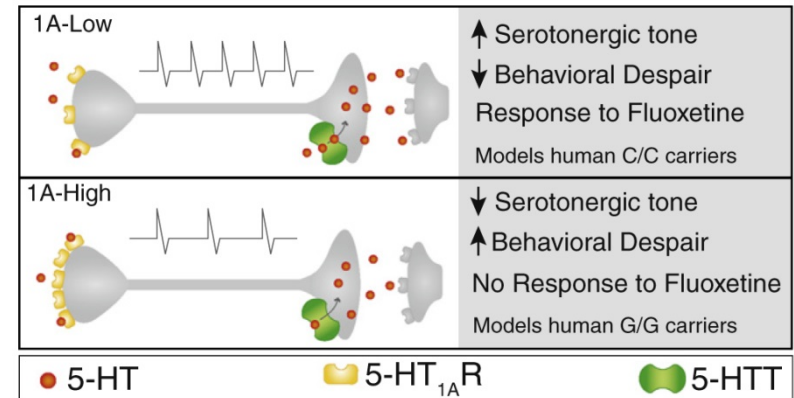 1A-Low
↑ Serotonergic tone
↓ Behavioral Despair
Response to Fluoxetine
Models human C/C carriers
1A-High
↓ Serotonergic tone
↑ Behavioral Despair
No Response to Fluoxetine
Models human G/G carriers
5-HT
5-HT1AR
5-HTT